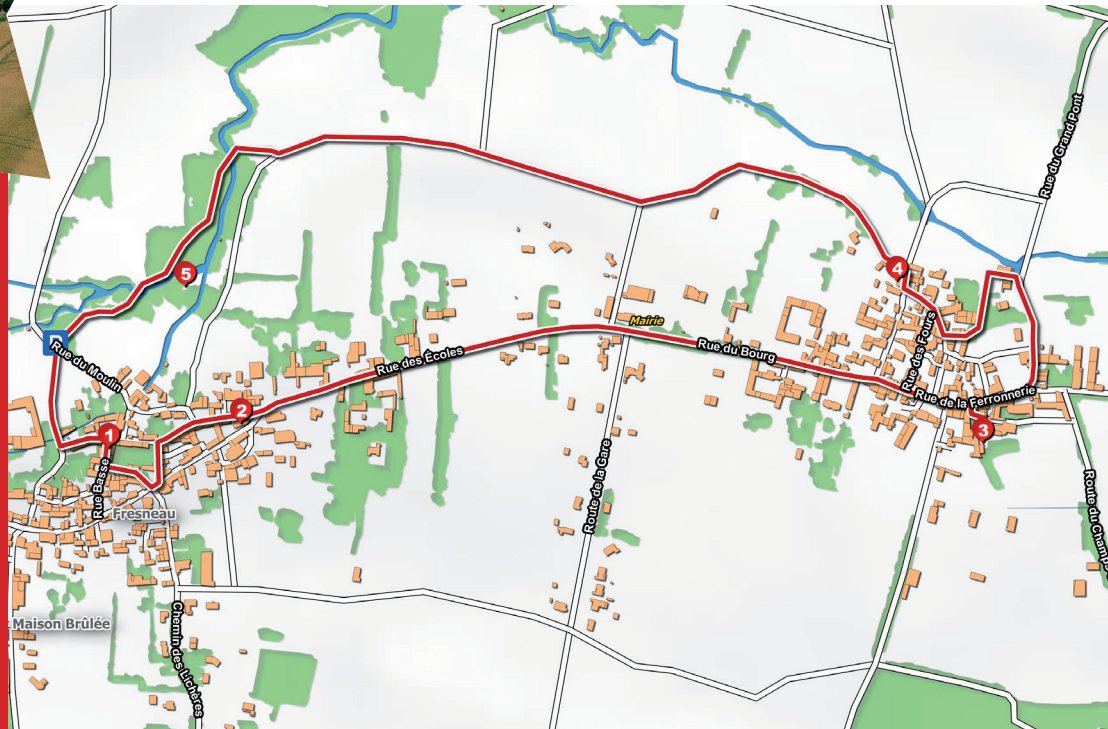 Rue du Grand Pont
5
4
Mairie
Rue du Moulin
Rue des Écoles
Rue du Bourg
Rue des Fours
Rue de la Ferronnerie
2
1
3
Rue Basse
Route de la Gare
Fresneau
Route du Champ
Maison Brûlée
Chemin des Lichères